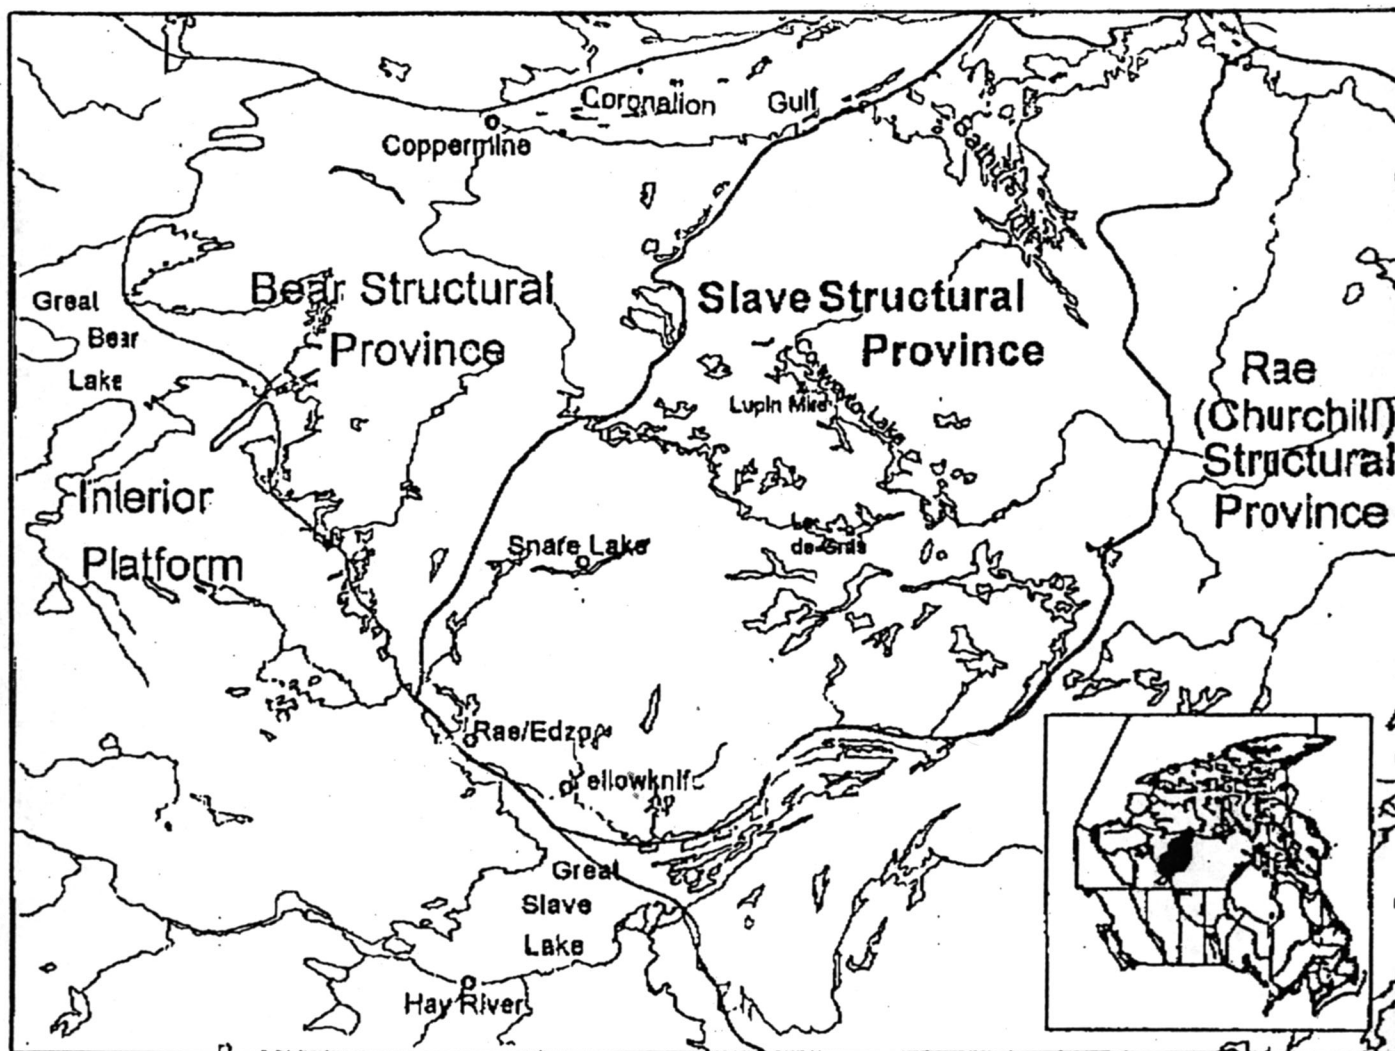 Coronation Gulf
Coppermine
Bear Structural
Province
Slave Structural
Province
Great
Bear
Lake
Rae
(Churchill)
Structural
Province
Lupin Mine
Lake
Interior
Platform
Snare Lake
Lac
de Gras
Rae/Edzo
Yellowknife
Great
Slave
Lake
Hay River